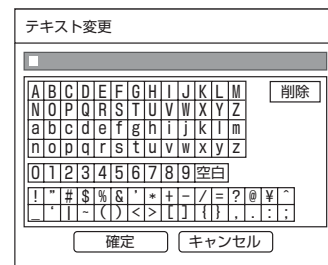 テキスト変更
A B C D E F G H I J K L M 削除
N O P Q R S T U V W X Y Z
a b c d e f g h i j k l m
n o p q r s t u v w x y z
0 1 2 3 4 5 6 7 8 9 空白
! " # $ % & ' * + - / = ? @ ¥ ^
_ ` | ~ ( ) < > [ ] { } , . : ;
確定 キャンセル